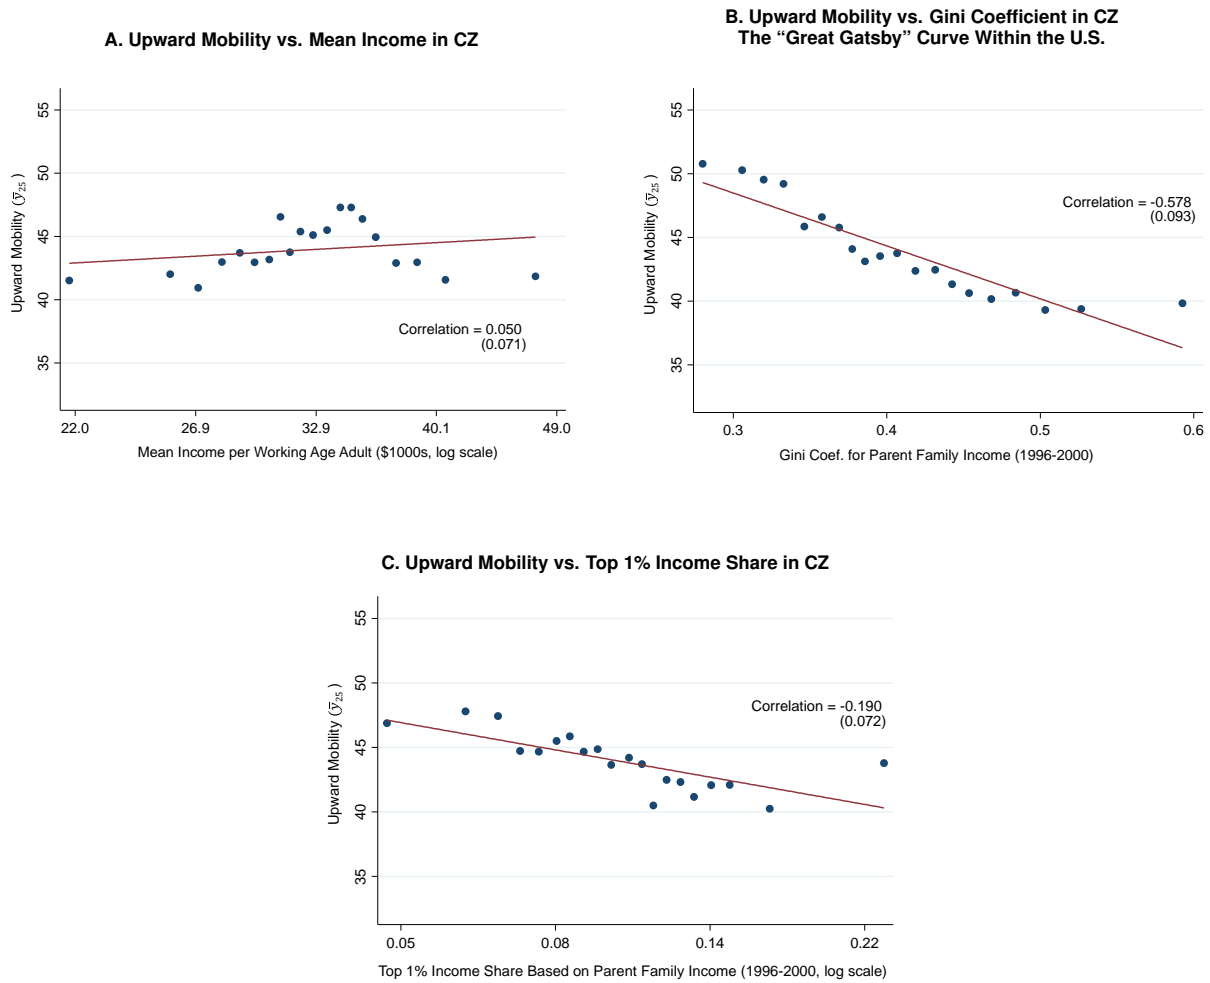 A. Upward Mobility vs. Mean Income in CZ
55
50
45
40
35
Upward Mobility (ȳ₂₅)
Correlation = 0.050
(0.071)
22.0 26.9 32.9 40.1 49.0
Mean Income per Working Age Adult ($1000s, log scale)
B. Upward Mobility vs. Gini Coefficient in CZ
The “Great Gatsby” Curve Within the U.S.
55
50
45
40
35
Upward Mobility (ȳ₂₅)
Correlation = -0.578
(0.093)
0.3 0.4 0.5 0.6
Gini Coef. for Parent Family Income (1996-2000)
C. Upward Mobility vs. Top 1% Income Share in CZ
55
50
45
40
35
Upward Mobility (ȳ₂₅)
Correlation = -0.190
(0.072)
0.05 0.08 0.14 0.22
Top 1% Income Share Based on Parent Family Income (1996-2000, log scale)